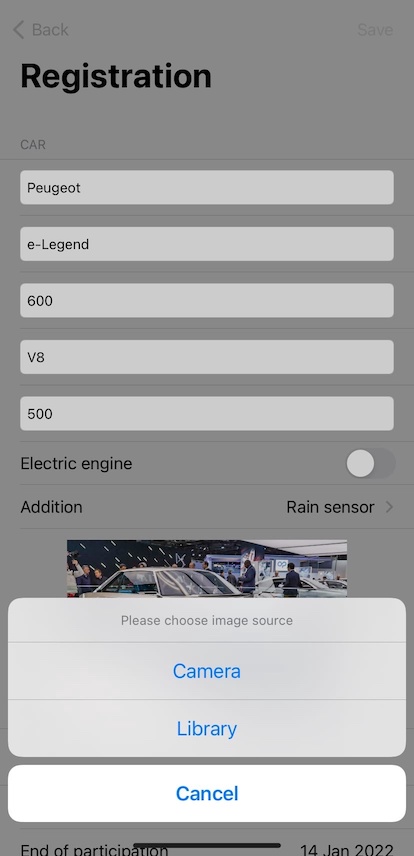 Back
Save
Registration
CAR
Peugeot
e-Legend
600
V8
500
Electric engine
Addition
Rain sensor
Please choose image source
Camera
Library
Cancel
End of participation
14 Jan 2022